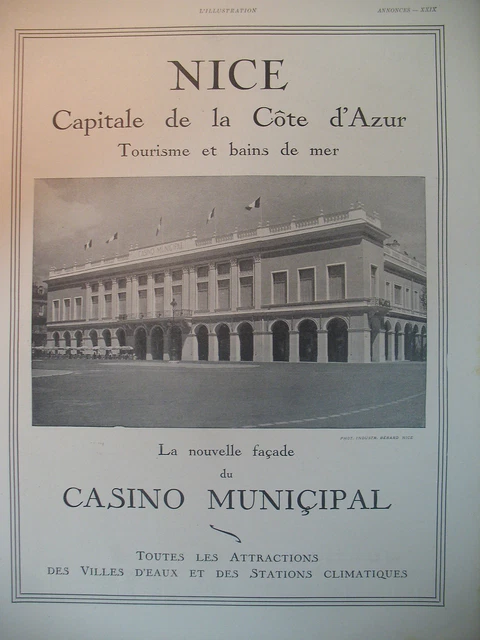 L'ILLUSTRATION
ANNONCES — XXIX
NICE
Capitale de la Côte d'Azur
Tourisme et bains de mer
La nouvelle façade
du
CASINO MUNIÇIPAL
TOUTES LES ATTRACTIONS
DES VILLES D'EAUX ET DES STATIONS CLIMATIQUES